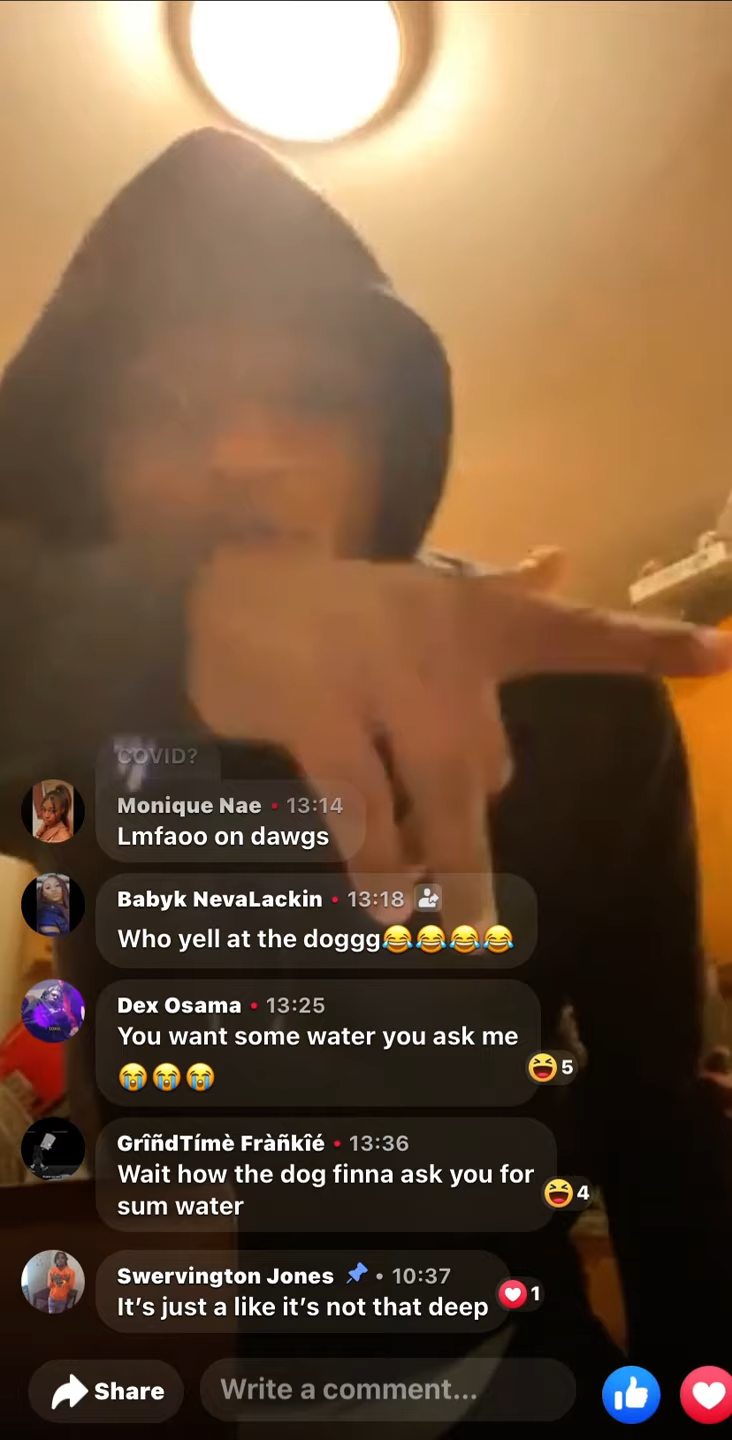 COVID?
Monique Nae • 13:14
Lmfaoo on dawgs
Babyk NevaLackin • 13:18
Who yell at the doggg😂😂😂😂
Dex Osama • 13:25
You want some water you ask me
😭😭😭
5
GrîñdTímè Fràñkîé • 13:36
Wait how the dog finna ask you for
sum water
4
Swervington Jones 📌 • 10:37
It’s just a like it’s not that deep
1
Share
Write a comment...